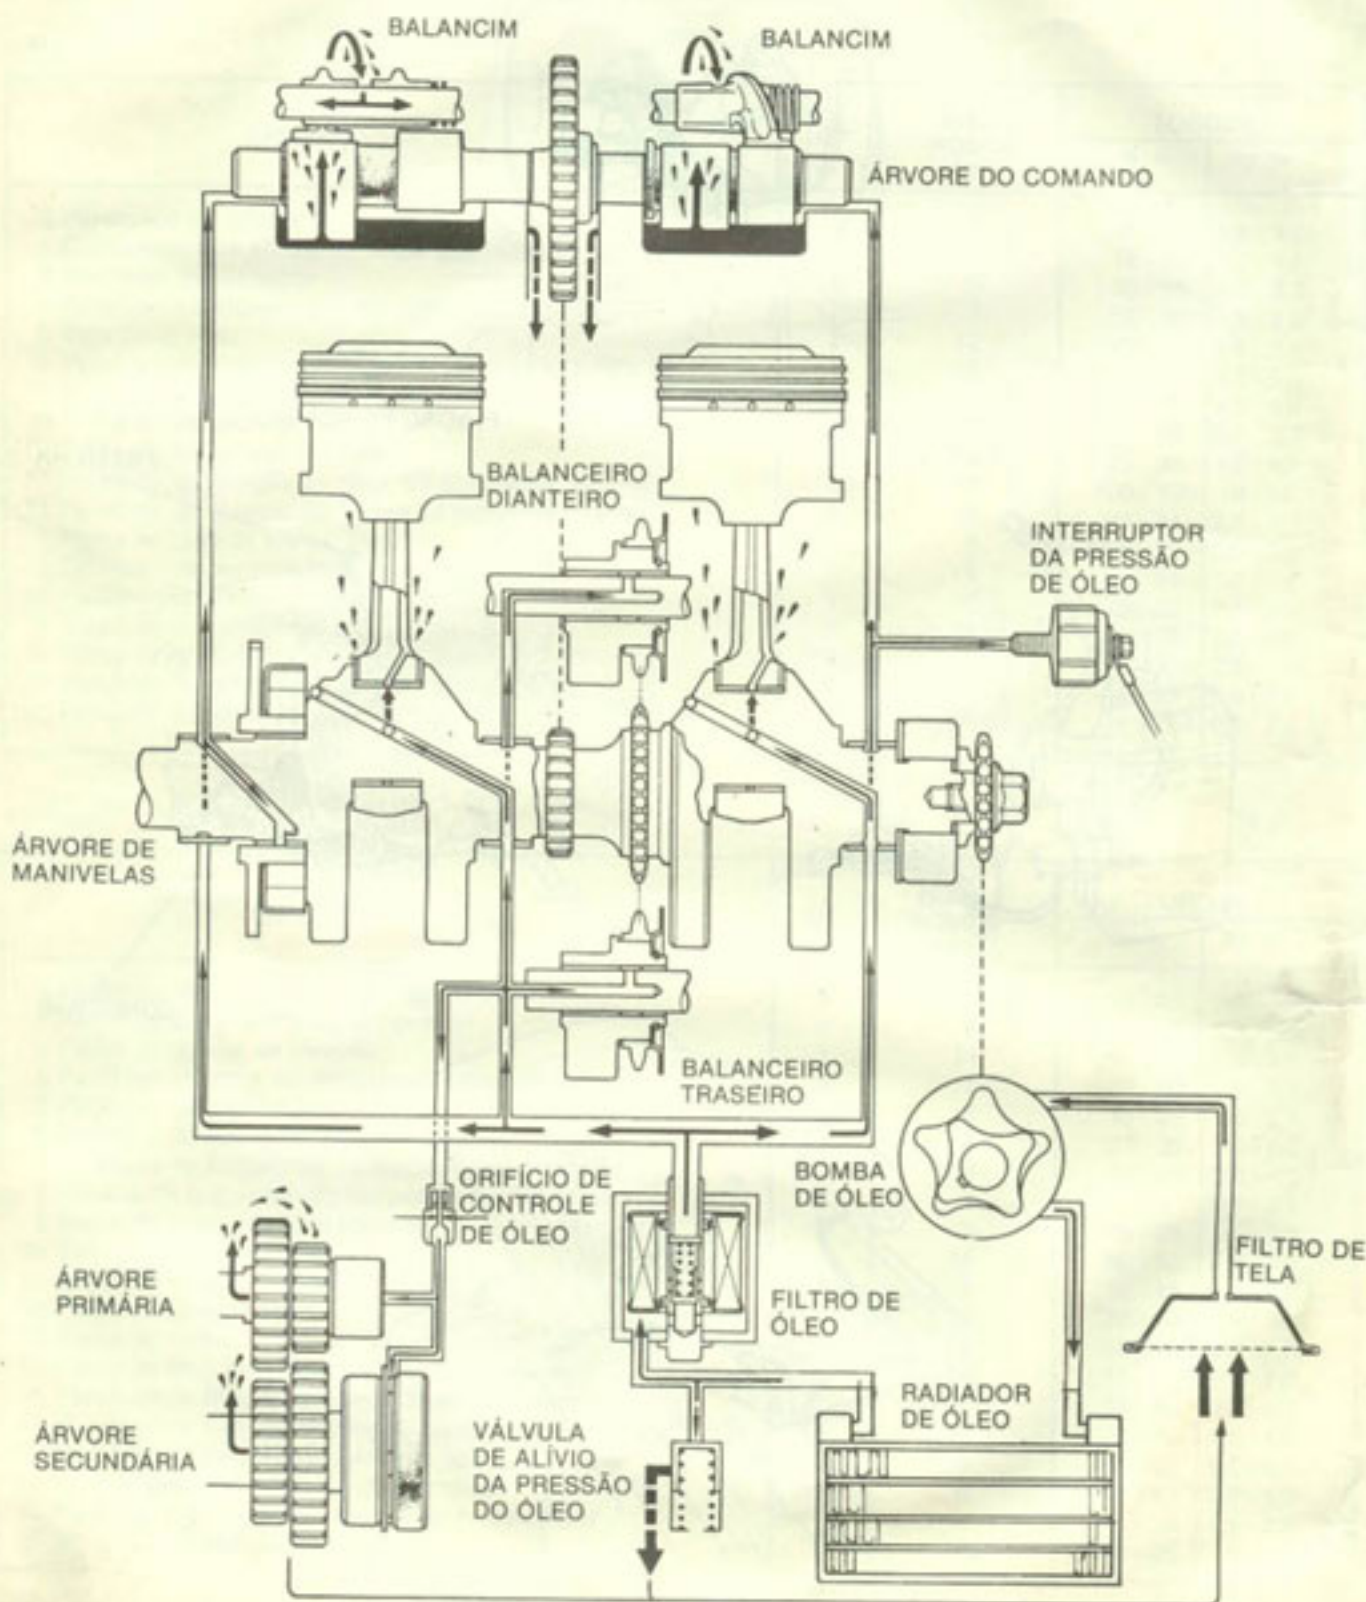 BALANCIM
BALANCIM
ÁRVORE DO COMANDO
BALANCEIRO
DIANTEIRO
INTERRUPTOR
DA PRESSÃO
DE ÓLEO
ÁRVORE DE
MANIVELAS
BALANCEIRO
TRASEIRO
ORIFÍCIO DE
CONTROLE
DE ÓLEO
BOMBA
DE ÓLEO
FILTRO DE
TELA
ÁRVORE
PRIMÁRIA
FILTRO DE
ÓLEO
RADIADOR
DE ÓLEO
ÁRVORE
SECUNDÁRIA
VÁLVULA
DE ALÍVIO
DA PRESSÃO
DO ÓLEO